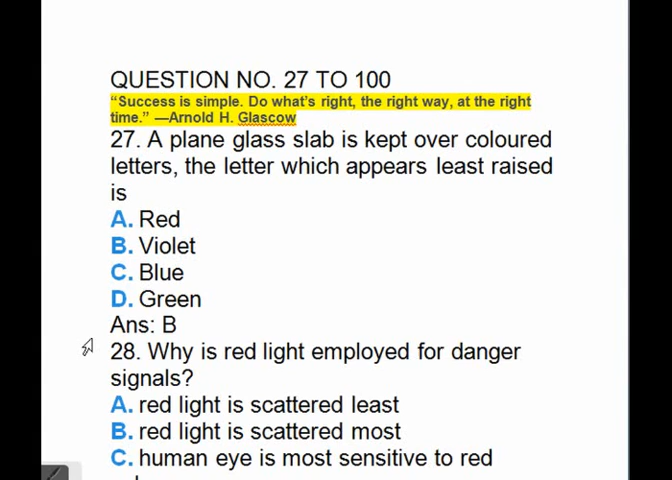 QUESTION NO. 27 TO 100
“Success is simple. Do what’s right, the right way, at the right
time.” —Arnold H. Glascow
27. A plane glass slab is kept over coloured
letters, the letter which appears least raised
is
A. Red
B. Violet
C. Blue
D. Green
Ans: B
28. Why is red light employed for danger
signals?
A. red light is scattered least
B. red light is scattered most
C. human eye is most sensitive to red